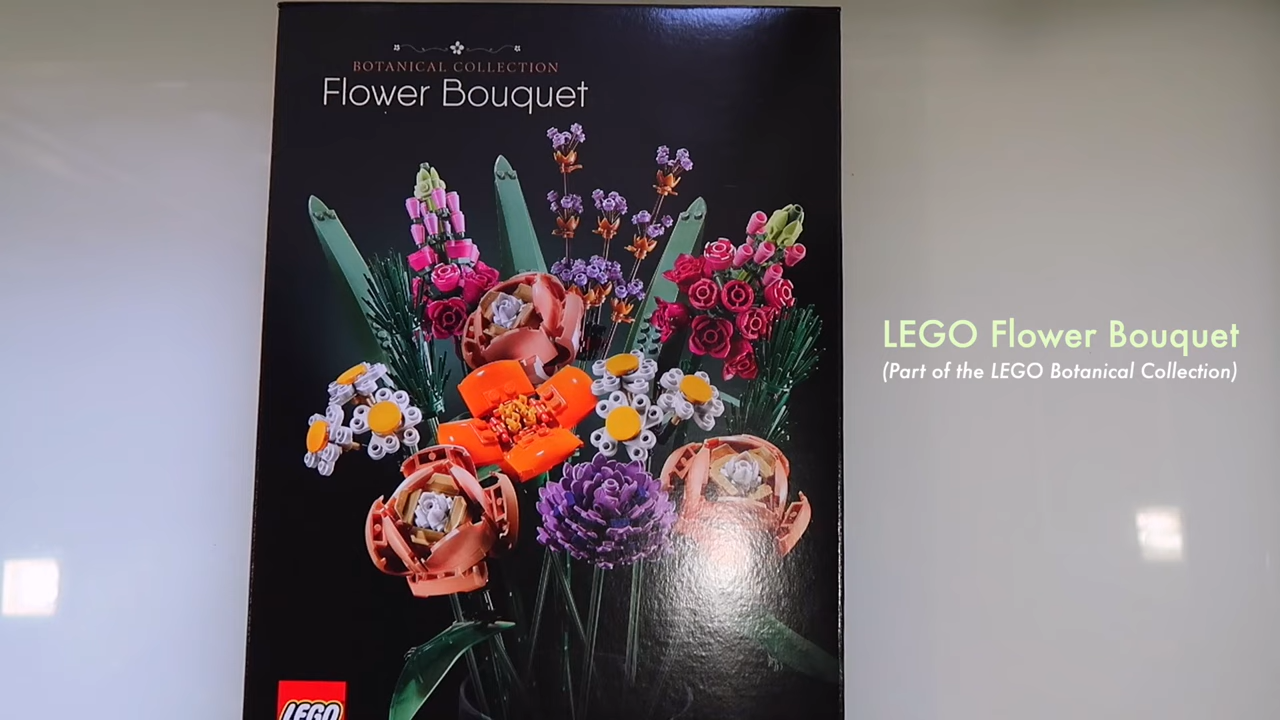 BOTANICAL COLLECTION
Flower Bouquet
LEGO Flower Bouquet
(Part of the LEGO Botanical Collection)
LEGO